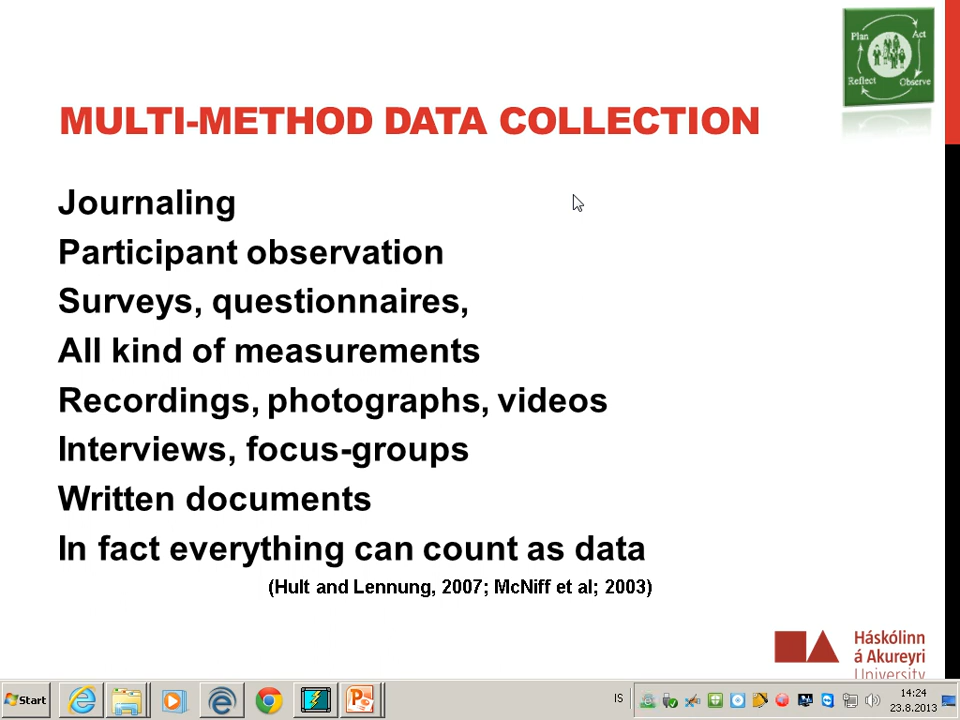 Plan
Act
Reflect
Observe
MULTI-METHOD DATA COLLECTION
Journaling
Participant observation
Surveys, questionnaires,
All kind of measurements
Recordings, photographs, videos
Interviews, focus-groups
Written documents
In fact everything can count as data
(Hult and Lennung, 2007; McNiff et al; 2003)
Háskólinn
á Akureyri
University
Start
IS
14:24
23.8.2013